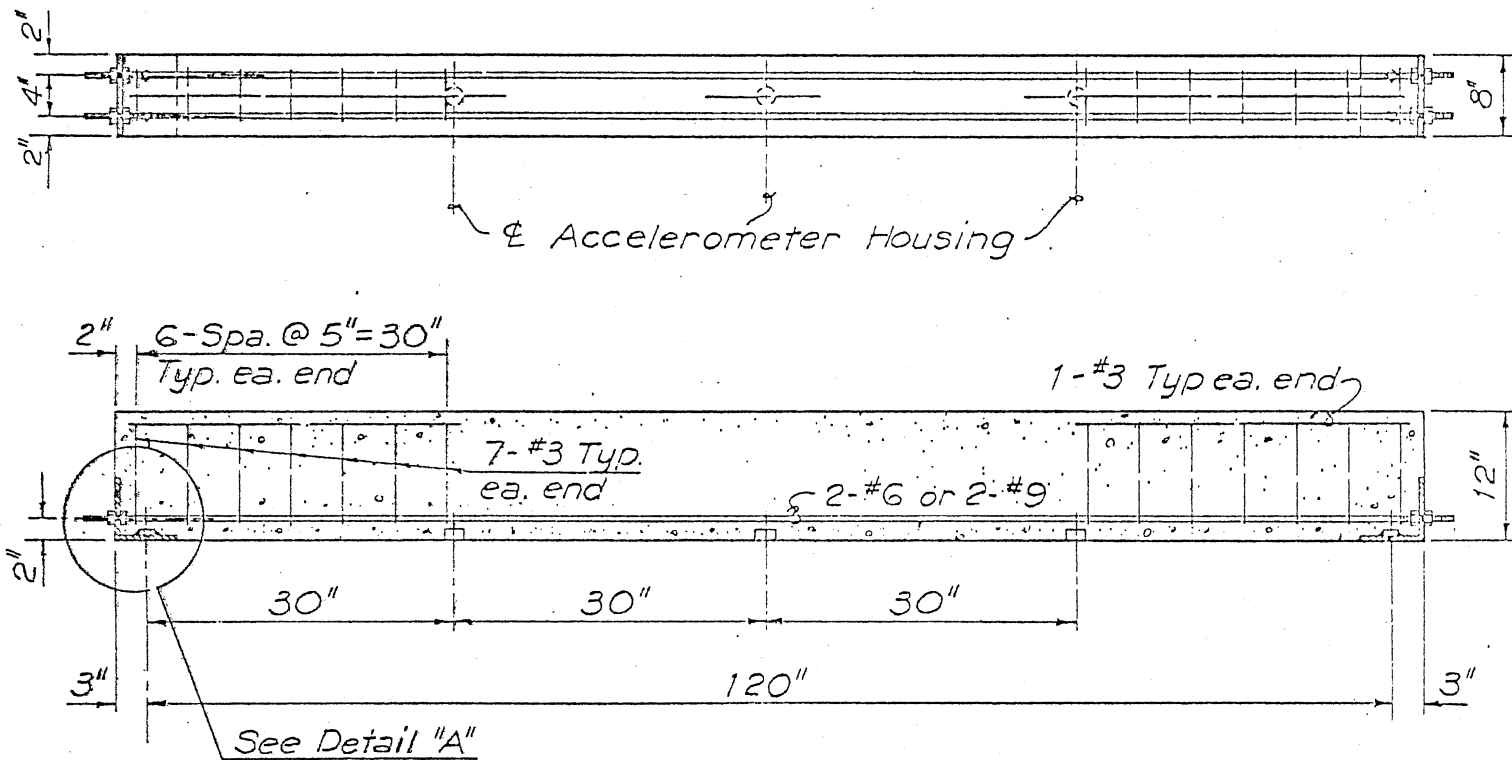 2"
4"
2"
8"
℄ Accelerometer Housing
2"
6-Spa. @ 5"=30"
Typ. ea. end
1-#3 Typ ea. end
7-#3 Typ.
ea. end
2-#6 or 2-#9
12"
2"
30"
30"
30"
3"
120"
3"
See Detail "A"